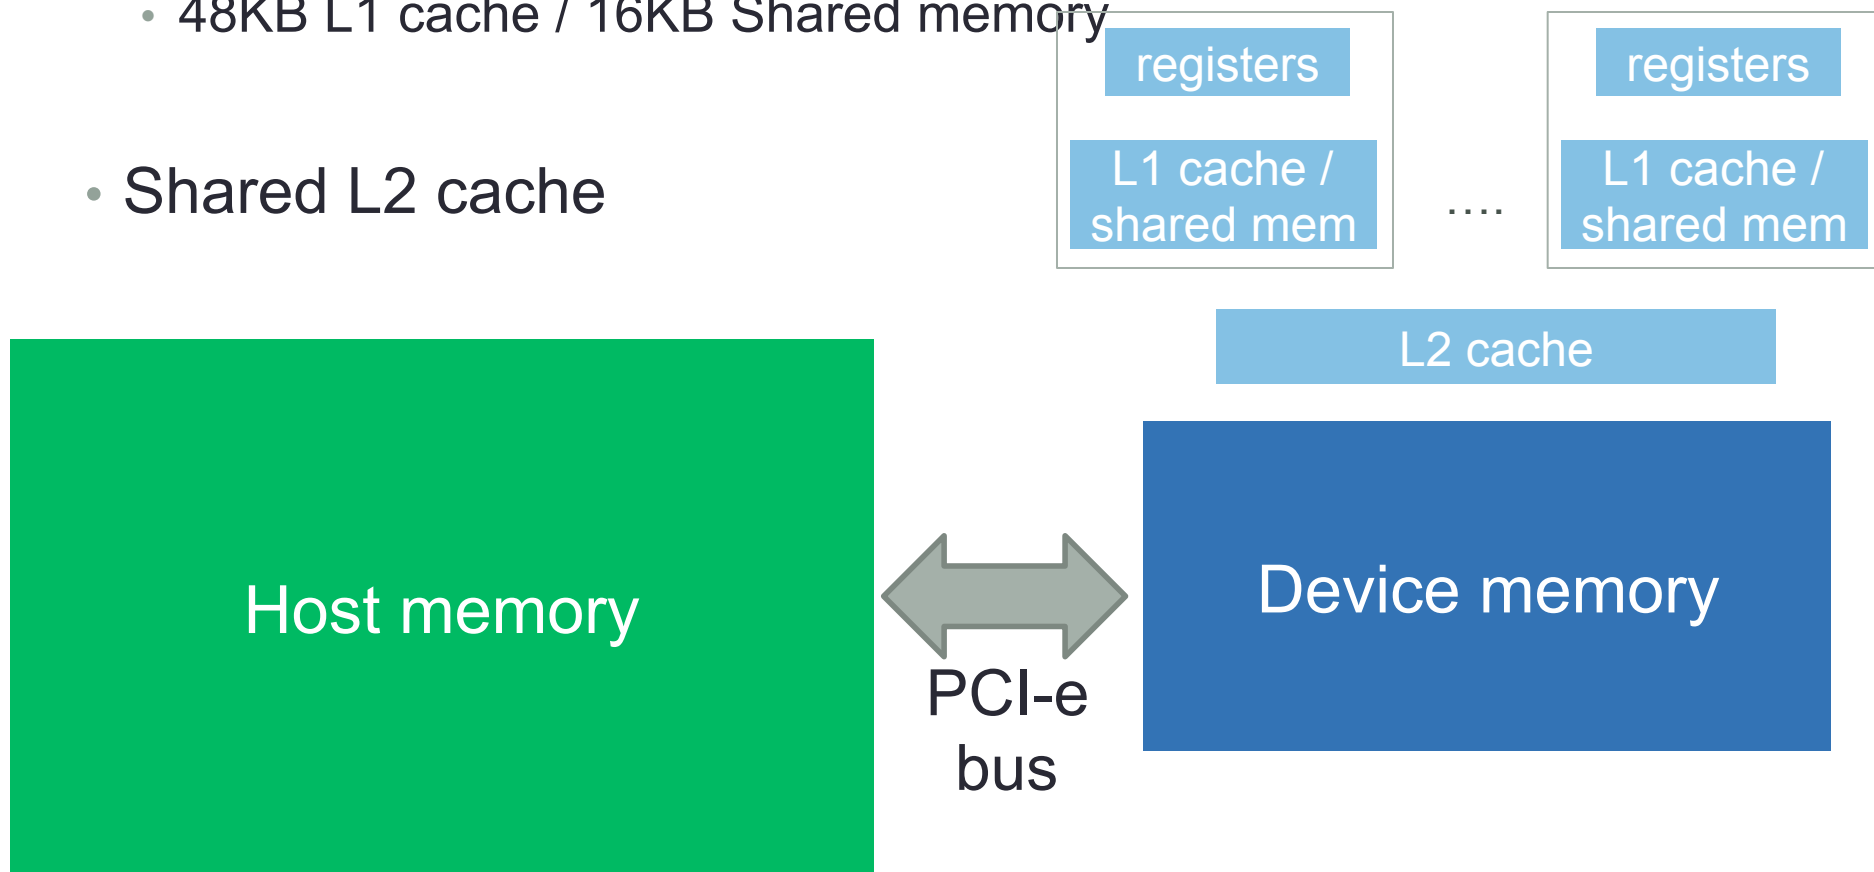 • 48KB L1 cache / 16KB Shared memory
registers
registers
• Shared L2 cache
L1 cache /
shared mem
....
L1 cache /
shared mem
L2 cache
Host memory
Device memory
PCI-e
bus